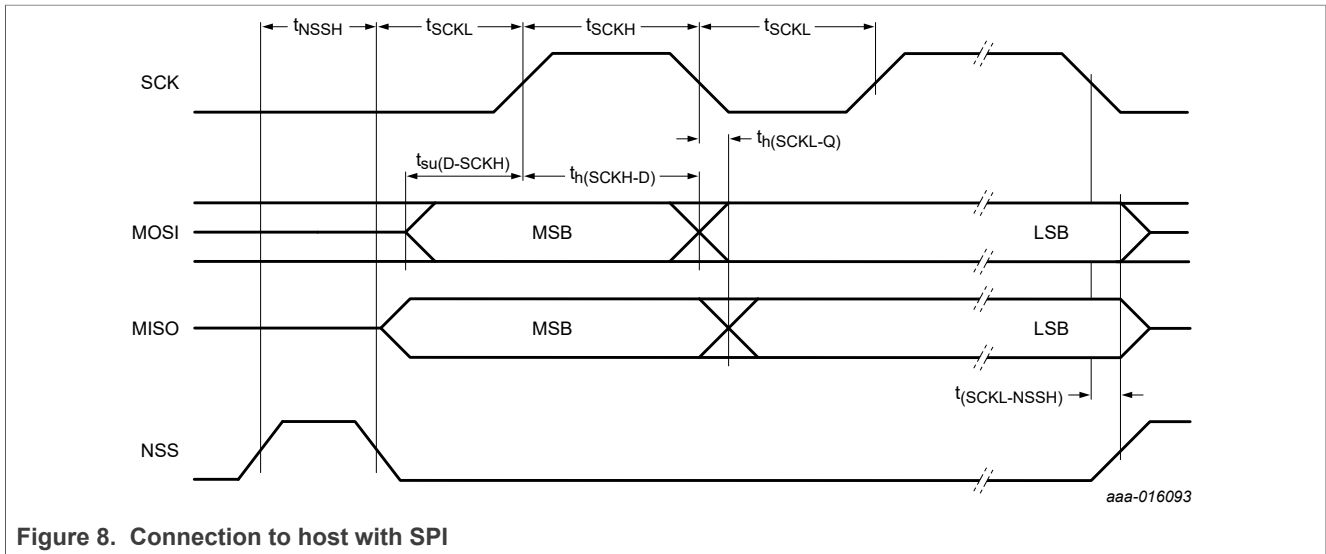 tNSSH tSCKL tSCKH tSCKL
SCK
th(SCKL-Q)
tsu(D-SCKH)
th(SCKH-D)
MOSI MSB LSB
MISO MSB LSB
t(SCKL-NSSH)
NSS
aaa-016093
Figure 8. Connection to host with SPI